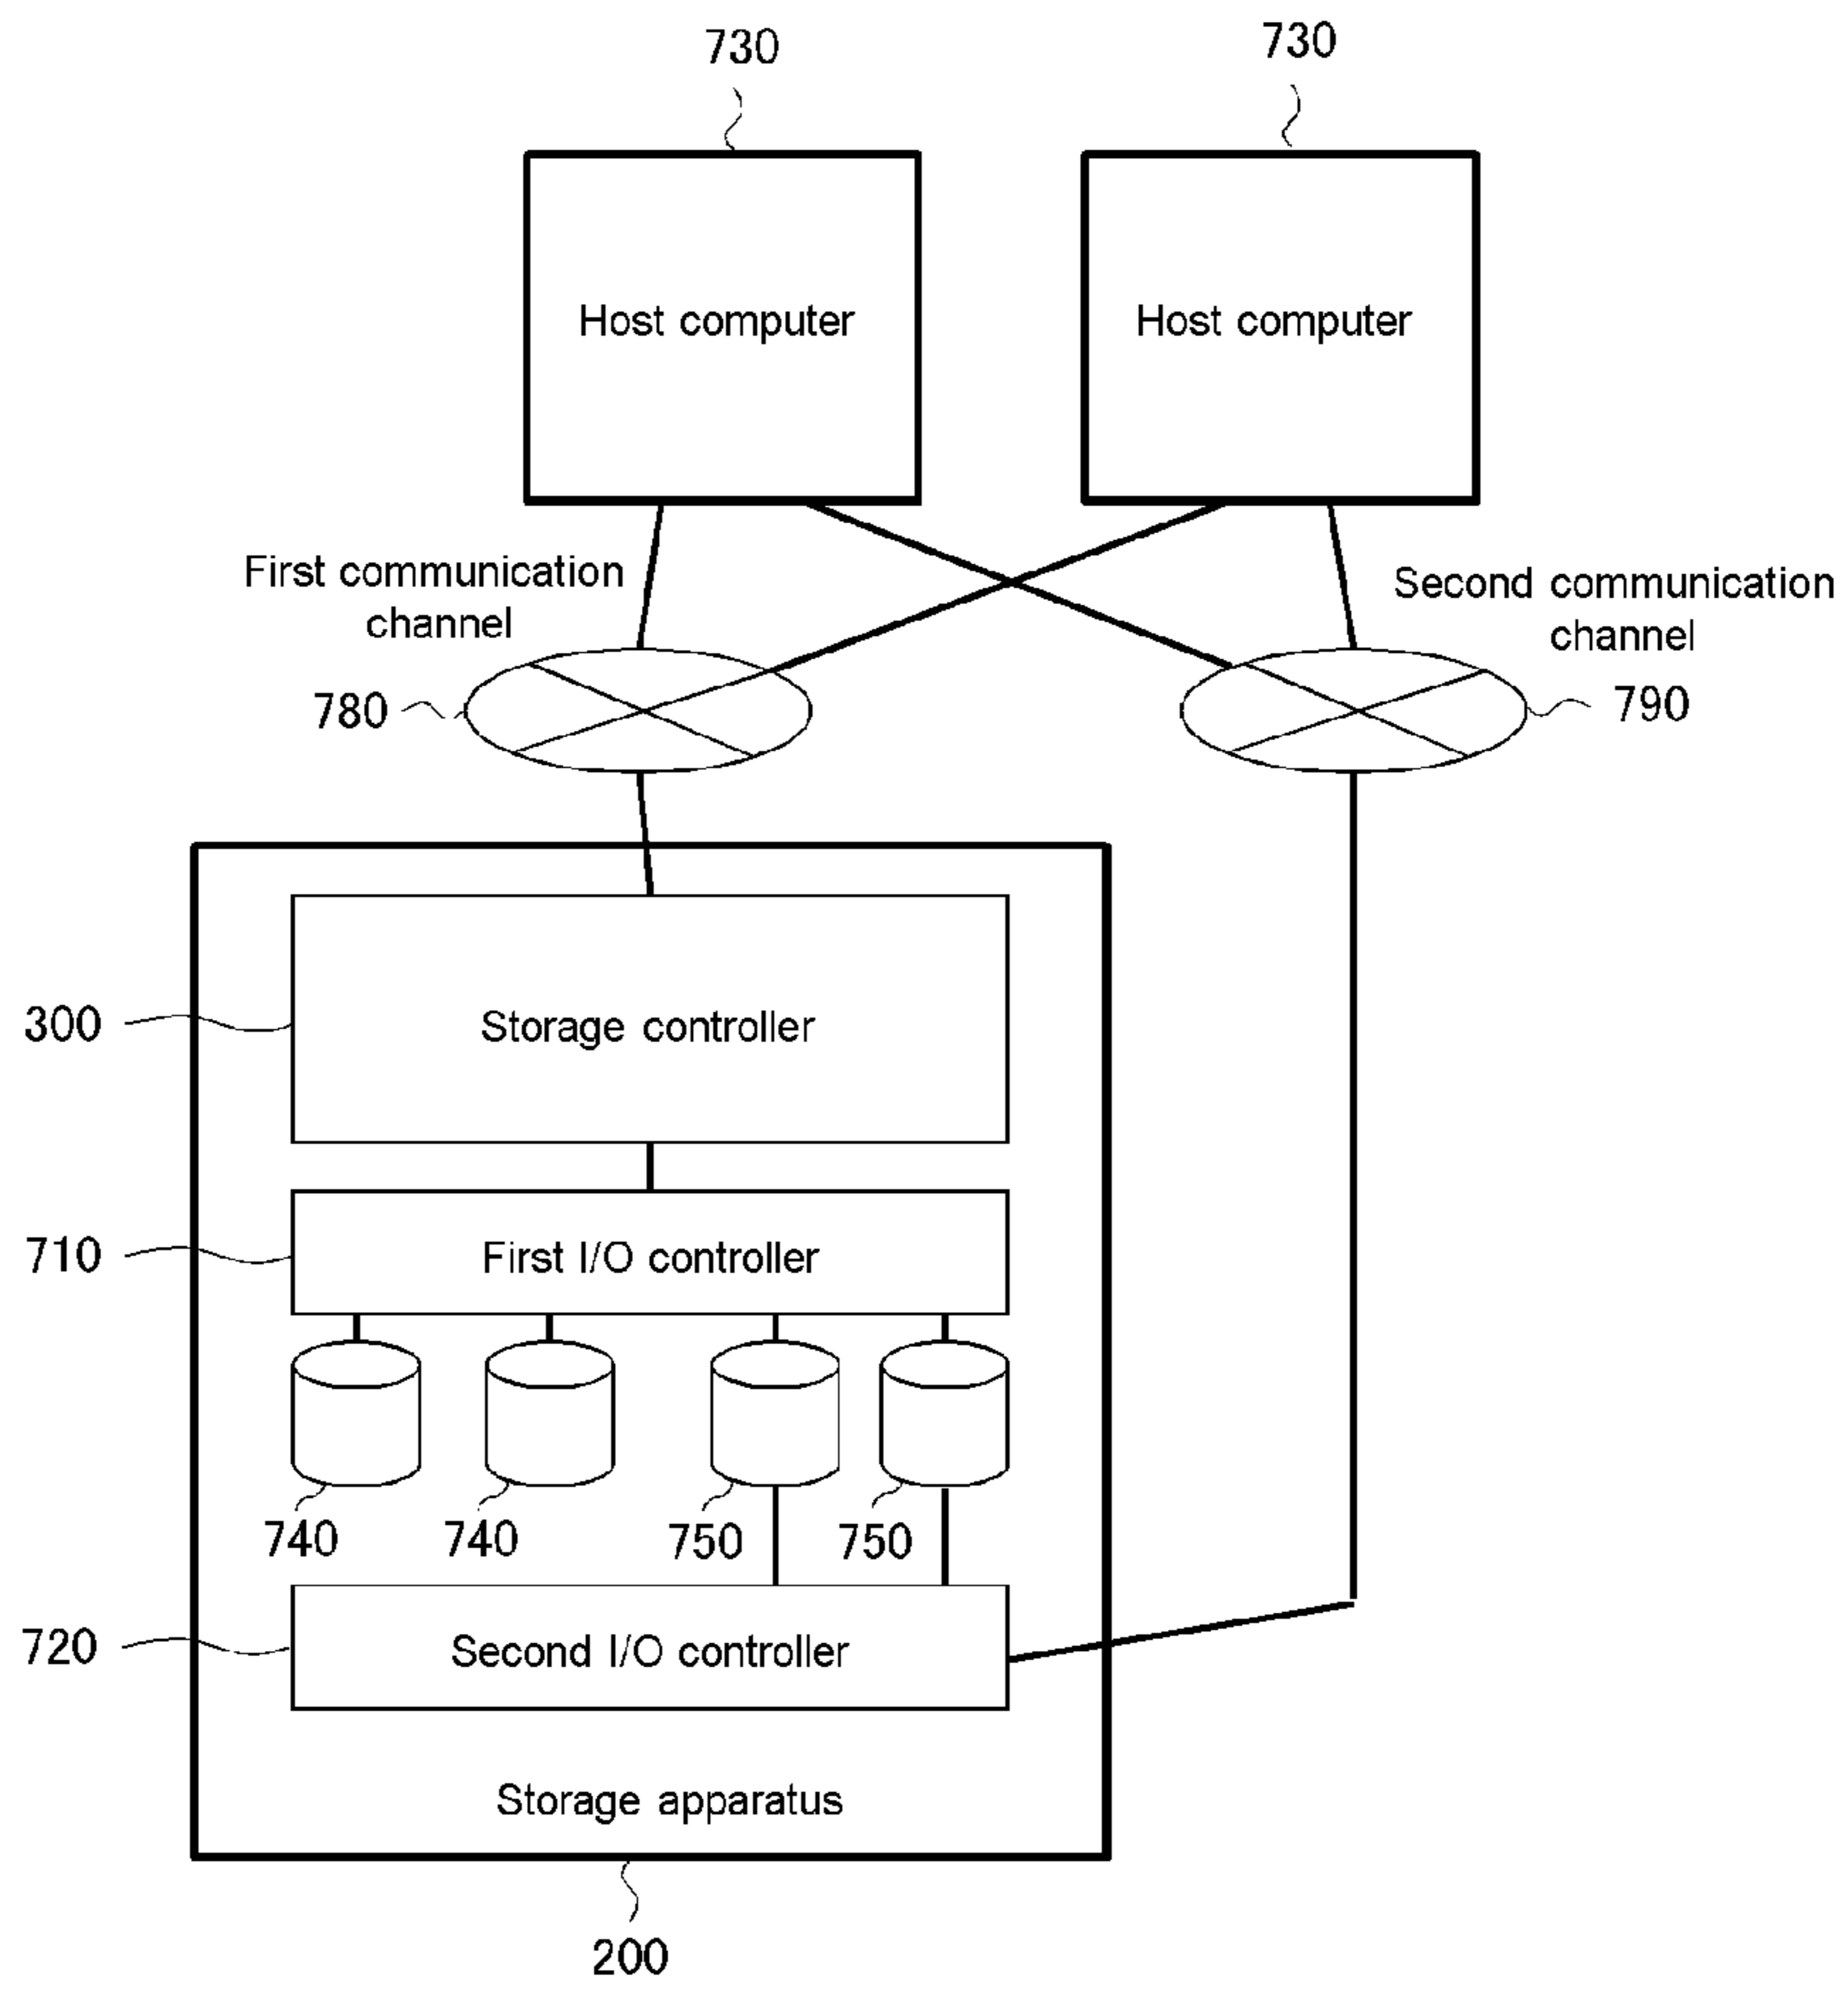 730
730
Host computer
Host computer
First communication
channel
Second communication
channel
780
790
300
Storage controller
710
First I/O controller
740
740
750
750
720
Second I/O controller
Storage apparatus
200